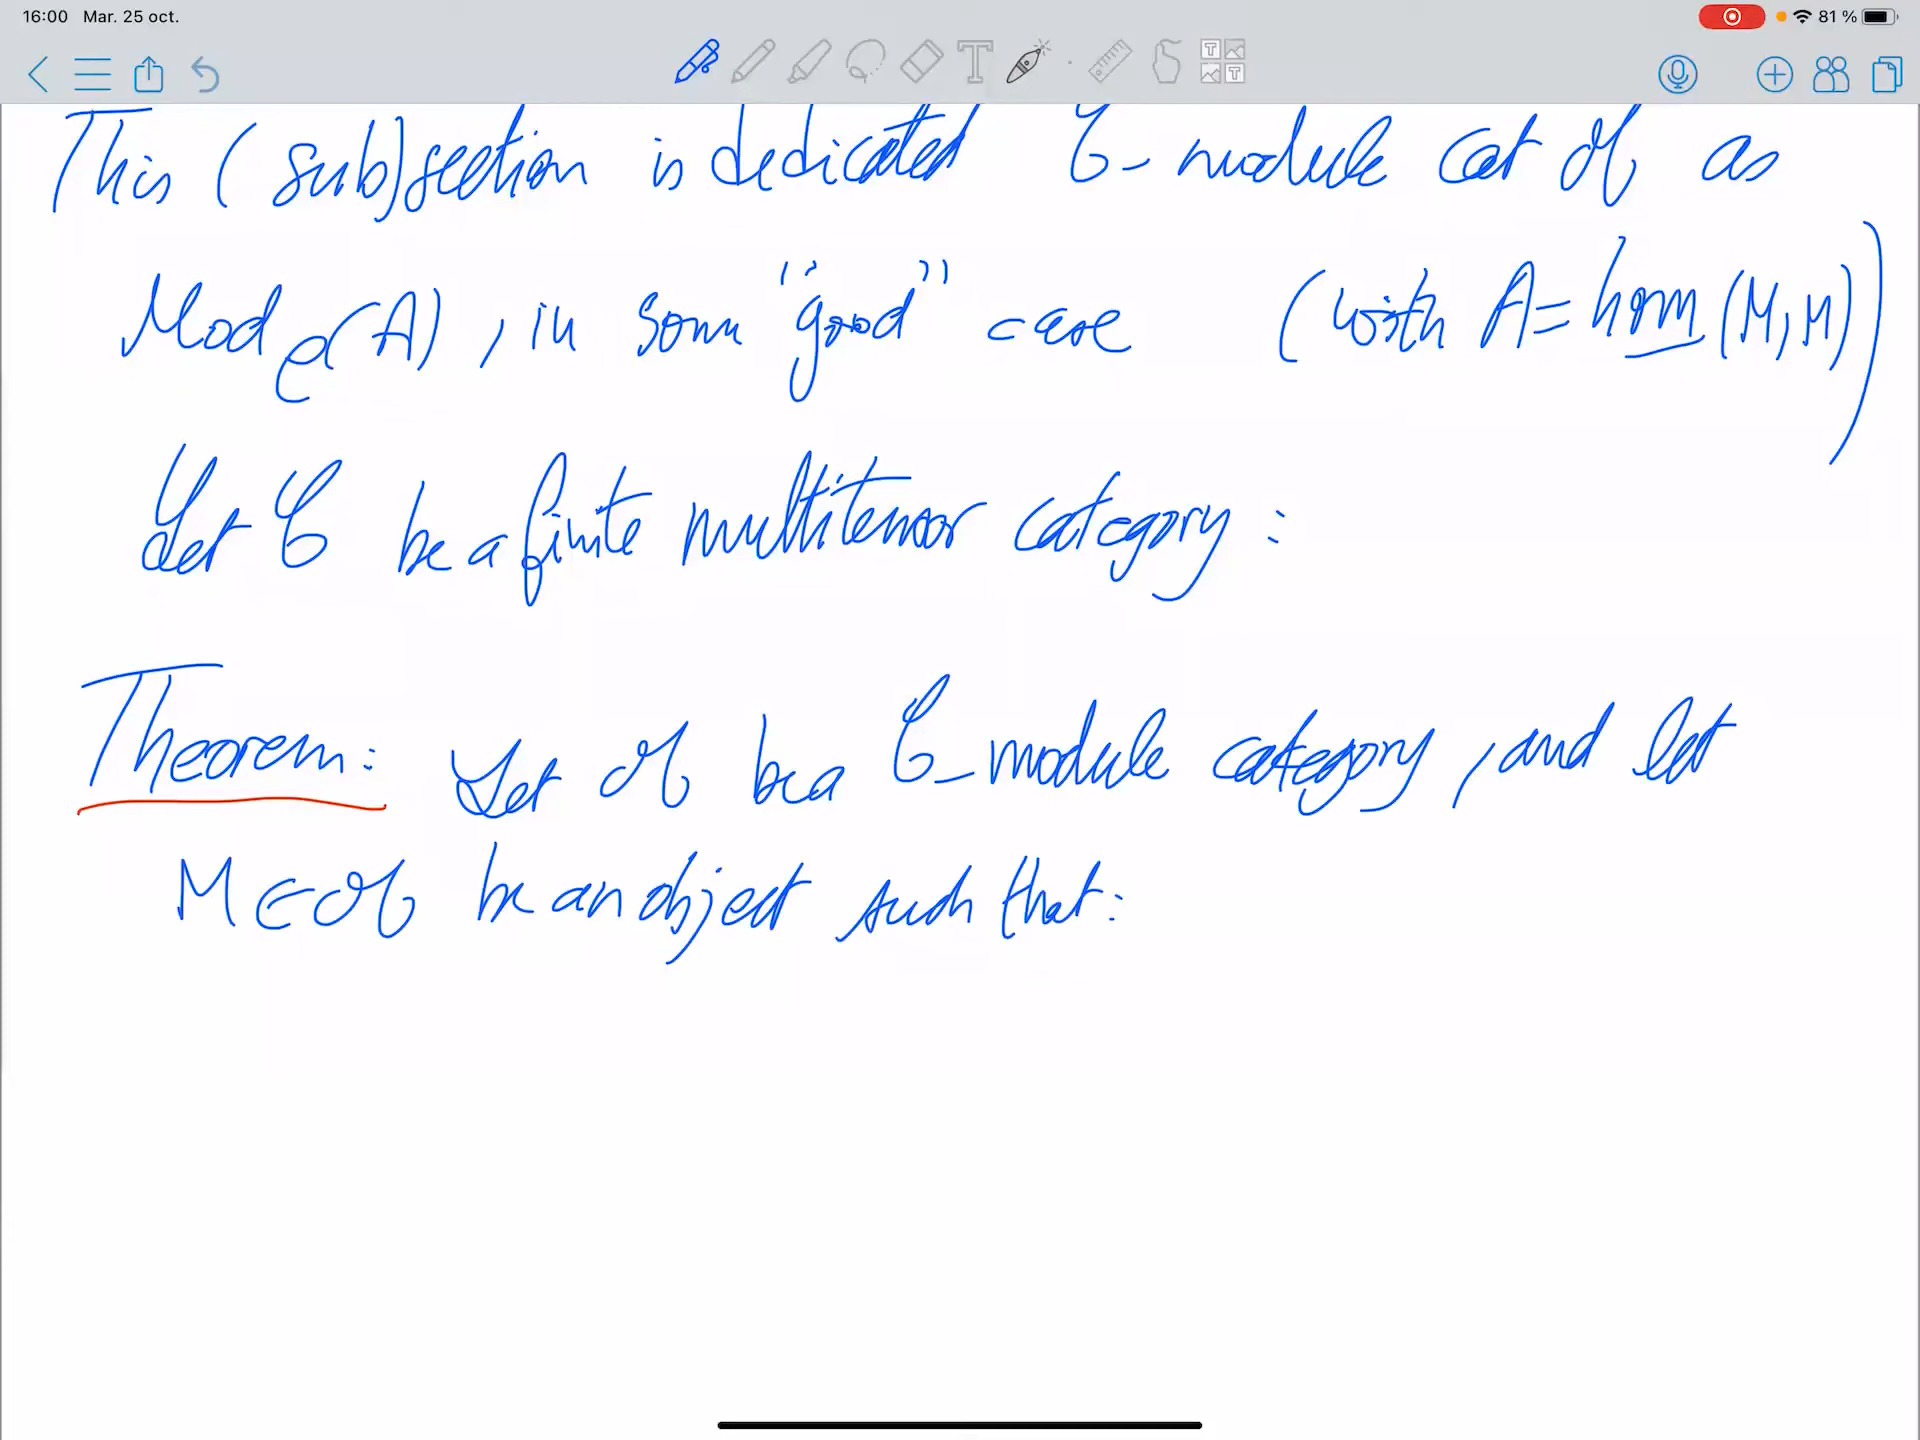 16:00 Mar. 25 oct. 81 %
This (sub)section is dedicated 𝒞-module cat ℳ as
Mod_𝒞(A), in some "good" case (with A = hom(M, M))
Let 𝒞 be a finite multitensor category:
Theorem: Let ℳ be a 𝒞-module category, and let
M ∈ ℳ be an object such that: